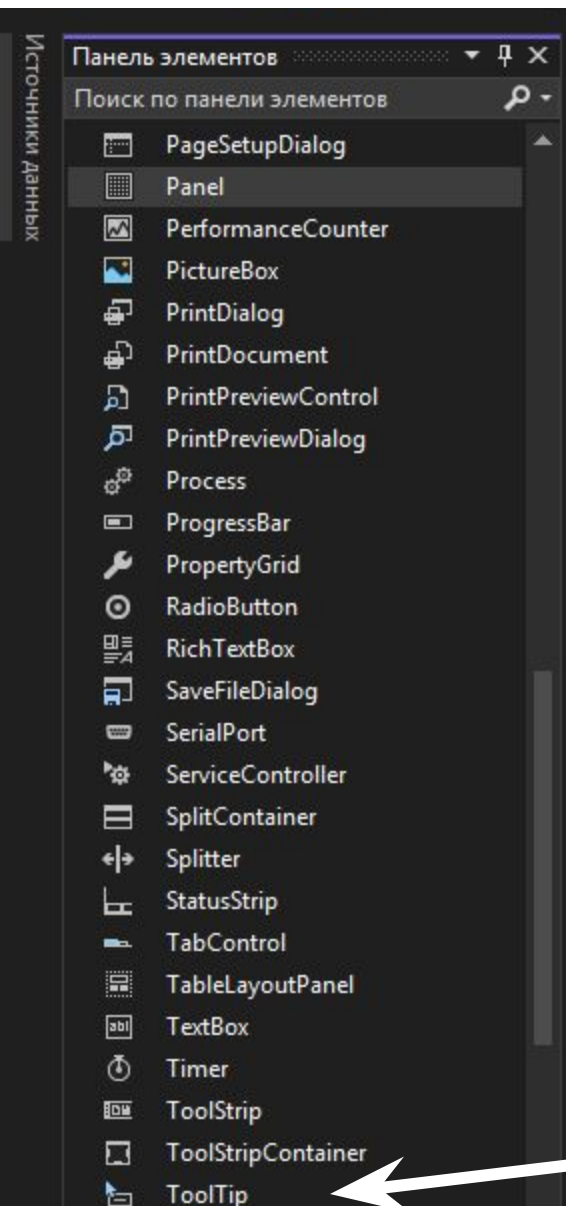 Источники данных
Панель элементов
Поиск по панели элементов
PageSetupDialog
Panel
PerformanceCounter
PictureBox
PrintDialog
PrintDocument
PrintPreviewControl
PrintPreviewDialog
Process
ProgressBar
PropertyGrid
RadioButton
RichTextBox
SaveFileDialog
SerialPort
ServiceController
SplitContainer
Splitter
StatusStrip
TabControl
TableLayoutPanel
TextBox
Timer
ToolStrip
ToolStripContainer
ToolTip